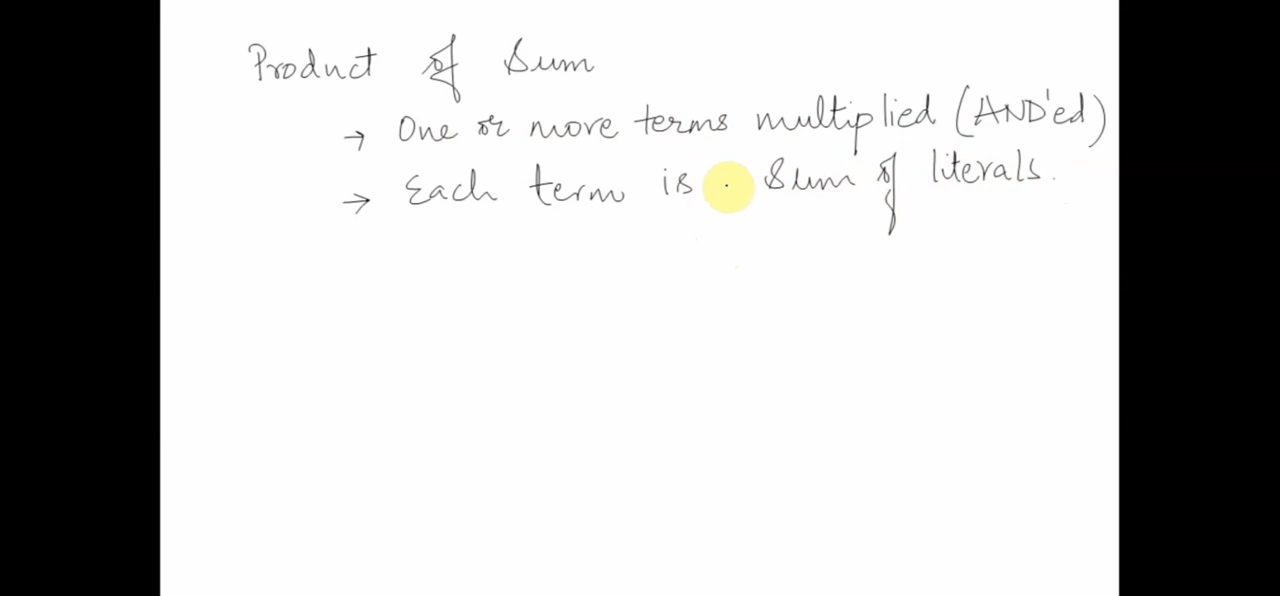 Product of Sum
→ One or more terms multiplied (AND'ed)
→ Each term is Sum of literals.